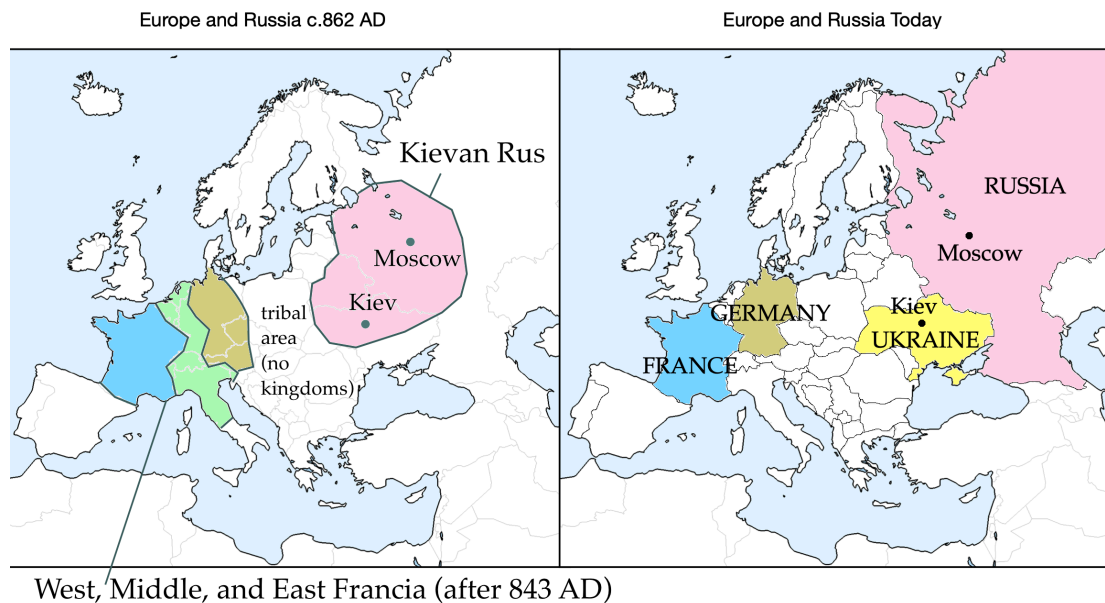 Europe and Russia c.862 AD
Europe and Russia Today
Kievan Rus
Moscow
Kiev
tribal
area
(no
kingdoms)
West, Middle, and East Francia (after 843 AD)
RUSSIA
Moscow
Kiev
GERMANY
UKRAINE
FRANCE